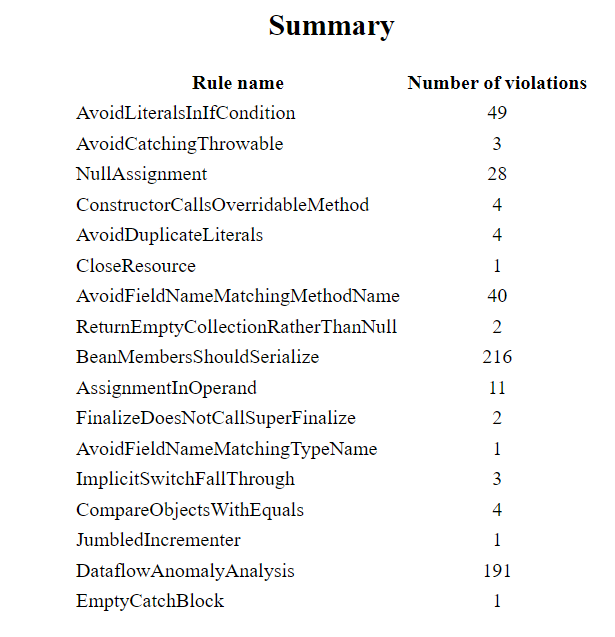 Summary
Rule name Number of violations
AvoidLiteralsInIfCondition 49
AvoidCatchingThrowable 3
NullAssignment 28
ConstructorCallsOverridableMethod 4
AvoidDuplicateLiterals 4
CloseResource 1
AvoidFieldNameMatchingMethodName 40
ReturnEmptyCollectionRatherThanNull 2
BeanMembersShouldSerialize 216
AssignmentInOperand 11
FinalizeDoesNotCallSuperFinalize 2
AvoidFieldNameMatchingTypeName 1
ImplicitSwitchFallThrough 3
CompareObjectsWithEquals 4
JumbledIncrementer 1
DataflowAnomalyAnalysis 191
EmptyCatchBlock 1